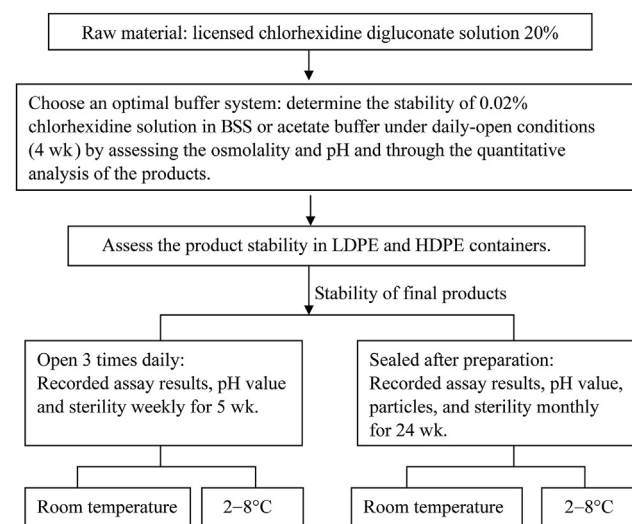 Raw material: licensed chlorhexidine digluconate solution 20%
Choose an optimal buffer system: determine the stability of 0.02%
chlorhexidine solution in BSS or acetate buffer under daily-open conditions
(4 wk) by assessing the osmolality and pH and through the quantitative
analysis of the products.
Assess the product stability in LDPE and HDPE containers.
Stability of final products
Open 3 times daily:
Recorded assay results, pH value
and sterility weekly for 5 wk.
Sealed after preparation:
Recorded assay results, pH value,
particles, and sterility monthly
for 24 wk.
Room temperature
2−8°C
Room temperature
2−8°C